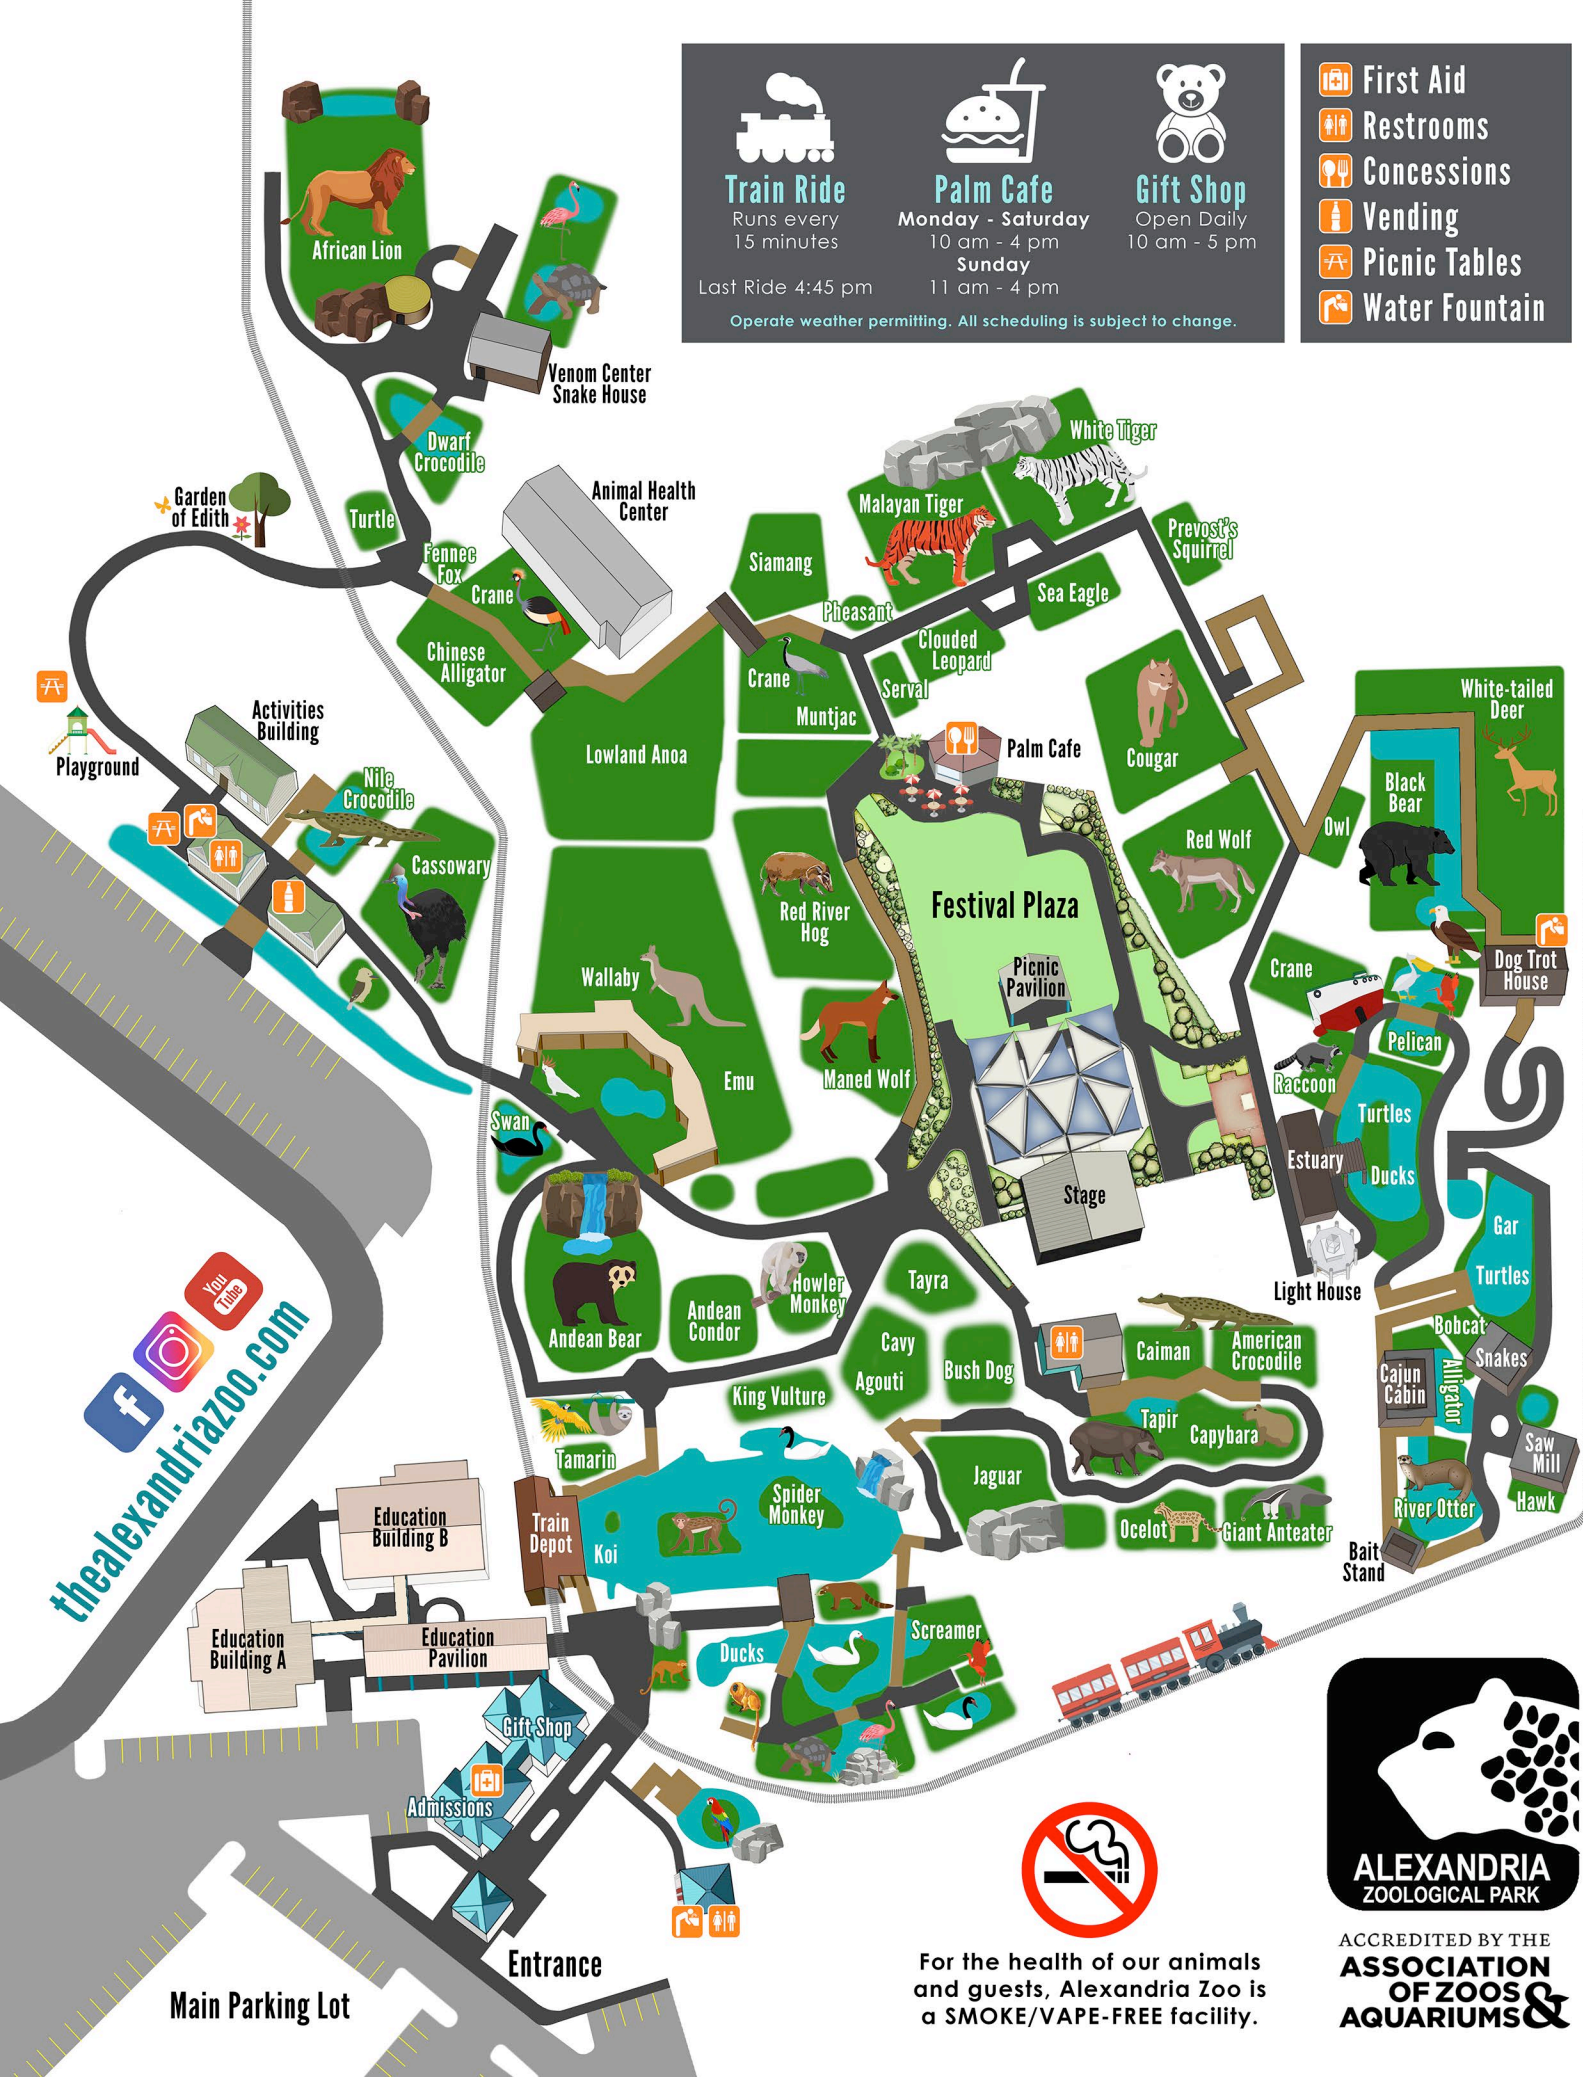 Train Ride
Runs every
15 minutes
Last Ride 4:45 pm
Palm Cafe
Monday - Saturday
10 am - 4 pm
Sunday
11 am - 4 pm
Gift Shop
Open Daily
10 am - 5 pm
Operate weather permitting. All scheduling is subject to change.
First Aid
Restrooms
Concessions
Vending
Picnic Tables
Water Fountain
African Lion
Venom Center
Snake House
Dwarf
Crocodile
Garden
of Edith
Turtle
Animal Health
Center
Fennec
Fox
Crane
Chinese
Alligator
White Tiger
Malayan Tiger
Prevost's
Squirrel
Siamang
Sea Eagle
Pheasant
Clouded
Leopard
Serval
Crane
Muntjac
Lowland Anoa
Palm Cafe
Cougar
White-tailed
Deer
Activities
Building
Playground
Nile
Crocodile
Cassowary
Black
Bear
Owl
Red Wolf
Festival Plaza
Red River
Hog
Wallaby
Picnic
Pavilion
Crane
Dog Trot
House
Pelican
Raccoon
Emu
Maned Wolf
Swan
Turtles
Estuary
Ducks
Stage
Gar
Turtles
Light House
Tayra
Howler
Monkey
Andean
Condor
Andean Bear
Cavy
Agouti
Bush Dog
Caiman
American
Crocodile
Bobcat
Snakes
Cajun
Cabin
Alligator
King Vulture
Tapir
Capybara
Tamarin
Saw
Mill
Hawk
River Otter
Jaguar
Spider
Monkey
Ocelot
Giant Anteater
Bait
Stand
Train
Depot
Koi
Education
Building B
Education
Building A
Education
Pavilion
Ducks
Screamer
Gift Shop
Admissions
Entrance
Main Parking Lot
You
Tube
f
thealexandriazoo.com
For the health of our animals
and guests, Alexandria Zoo is
a SMOKE/VAPE-FREE facility.
ALEXANDRIA
ZOOLOGICAL PARK
ACCREDITED BY THE
ASSOCIATION
OF ZOOS &
AQUARIUMS